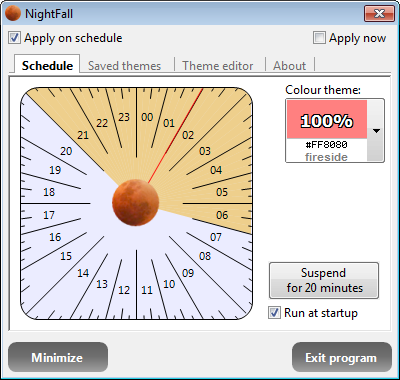 NightFall
Apply on schedule
Apply now
Schedule
Saved themes
Theme editor
About
23 00
22 01
21 02
20 03
19 04
18 05
17 06
16 07
15 08
14 09
13 10
12 11
Colour theme:
100%
#FF8080
fireside
Suspend
for 20 minutes
Run at startup
Minimize
Exit program